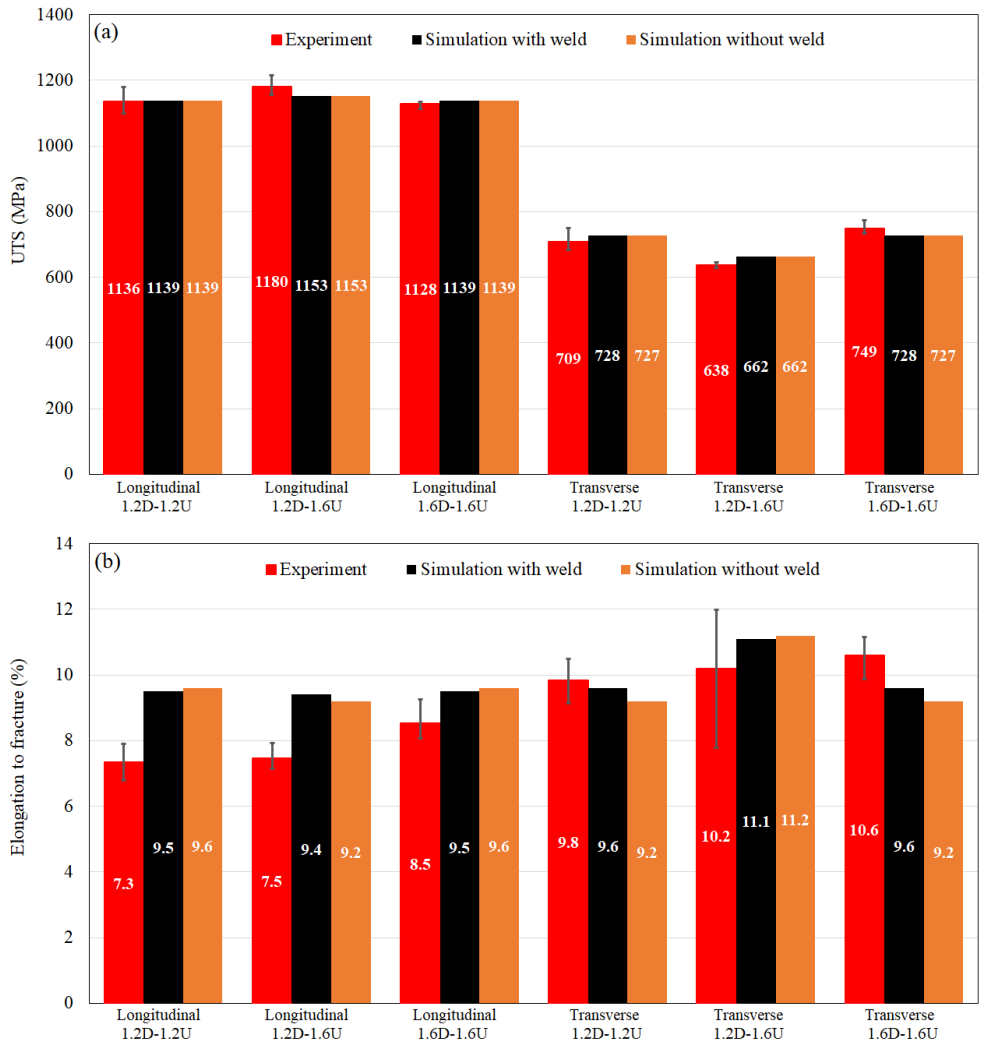 (a)
Experiment Simulation with weld Simulation without weld
UTS (MPa)
1400
1200
1000
800
600
400
200
0
1136 1139 1139
1180 1153 1153
1128 1139 1139
709 728 727
638 662 662
749 728 727
Longitudinal
1.2D-1.2U
Longitudinal
1.2D-1.6U
Longitudinal
1.6D-1.6U
Transverse
1.2D-1.2U
Transverse
1.2D-1.6U
Transverse
1.6D-1.6U
(b)
Experiment Simulation with weld Simulation without weld
Elongation to fracture (%)
14
12
10
8
6
4
2
0
7.3 9.5 9.6
7.5 9.4 9.2
8.5 9.5 9.6
9.8 9.6 9.2
10.2 11.1 11.2
10.6 9.6 9.2
Longitudinal
1.2D-1.2U
Longitudinal
1.2D-1.6U
Longitudinal
1.6D-1.6U
Transverse
1.2D-1.2U
Transverse
1.2D-1.6U
Transverse
1.6D-1.6U